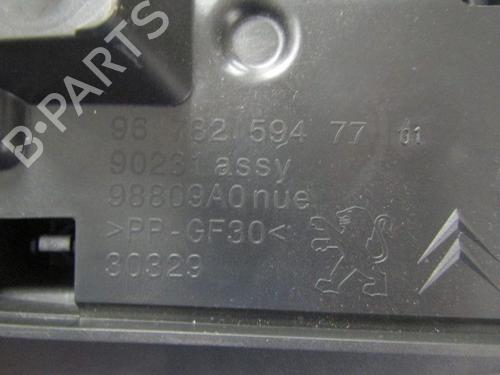 96 782 594 77 01
90231 assy
98809A0 nue
>PP-GF30<
30329
B-PARTS